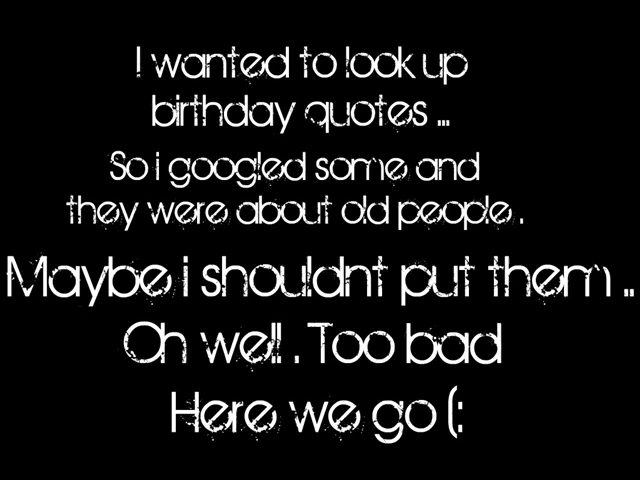 I wanted to look up
birthday quotes ...
So i googled some and
they were about old people .
Maybe i shouldnt put them ..
Oh well . Too bad
Here we go (: